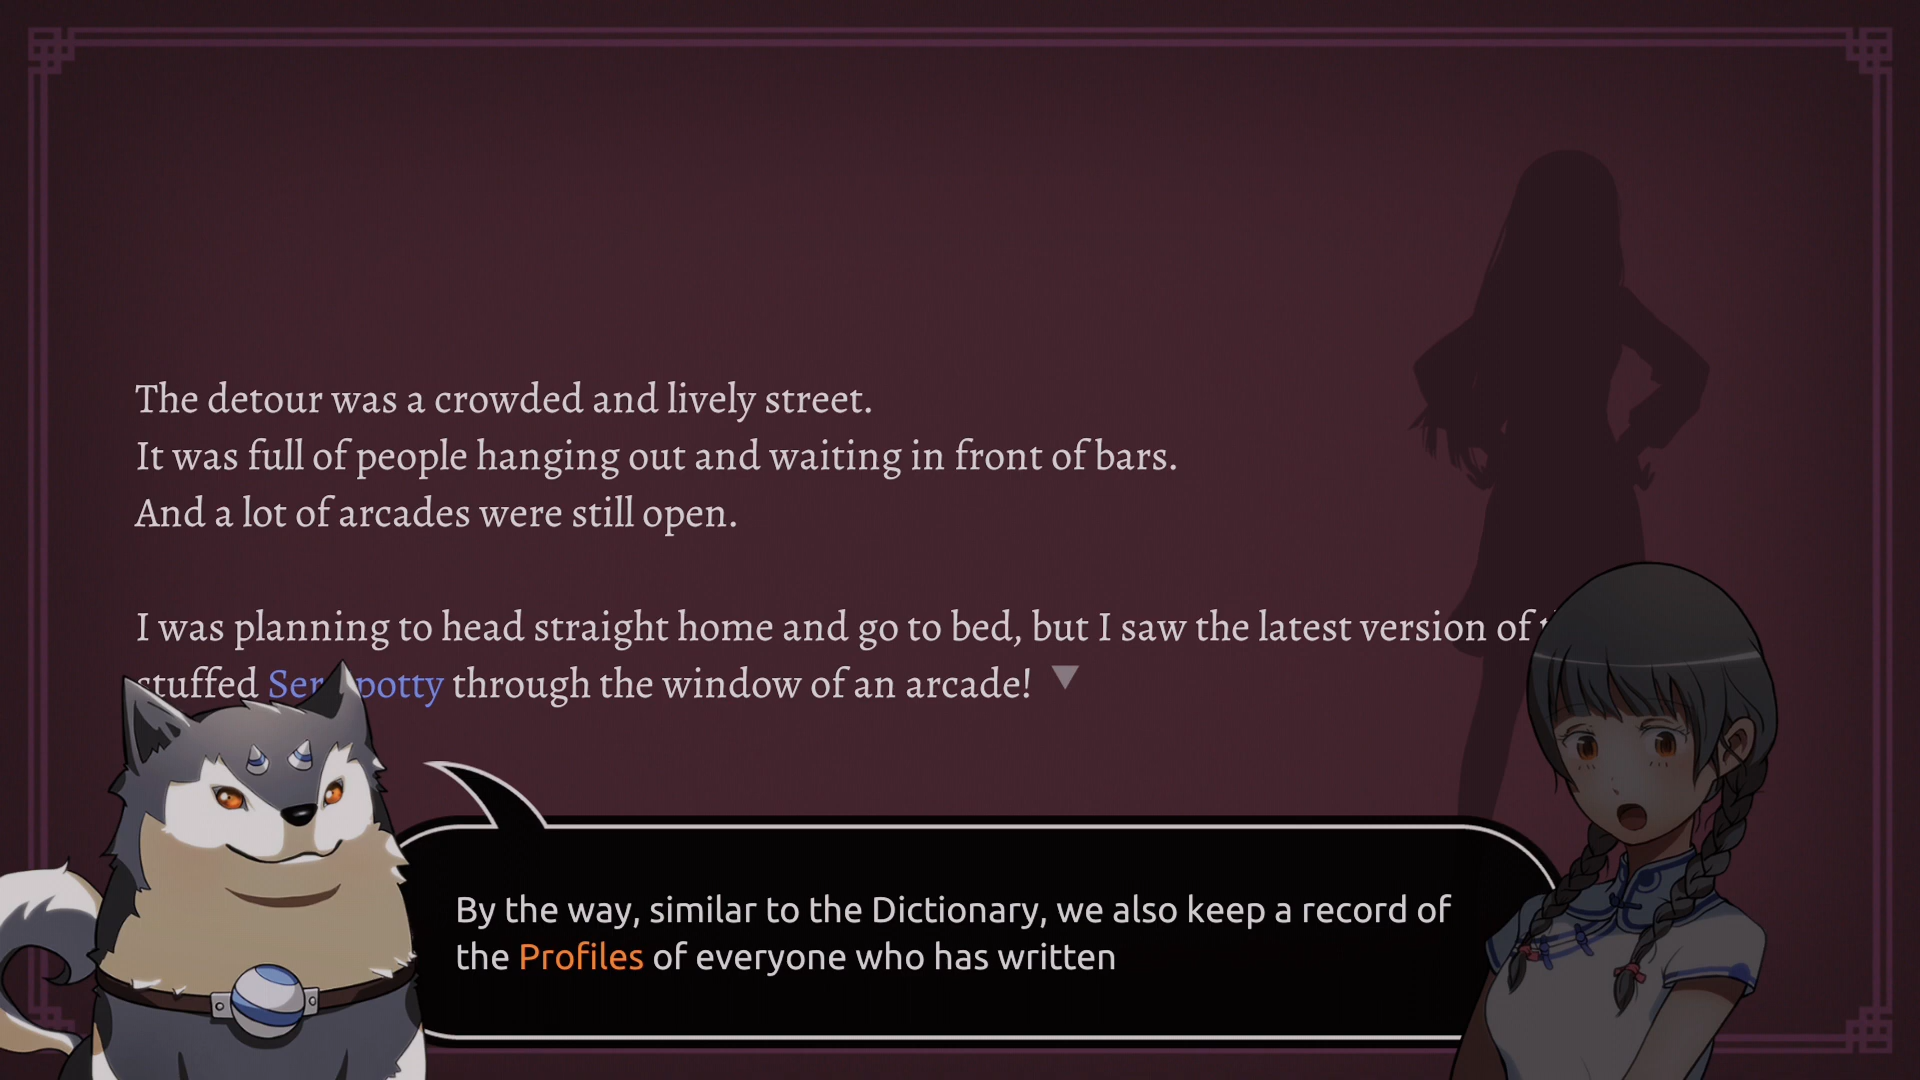 The detour was a crowded and lively street.
It was full of people hanging out and waiting in front of bars.
And a lot of arcades were still open.
I was planning to head straight home and go to bed, but I saw the latest version of
stuffed through the window of an arcade!
By the way, similar to the Dictionary, we also keep a record of
the Profiles of everyone who has written